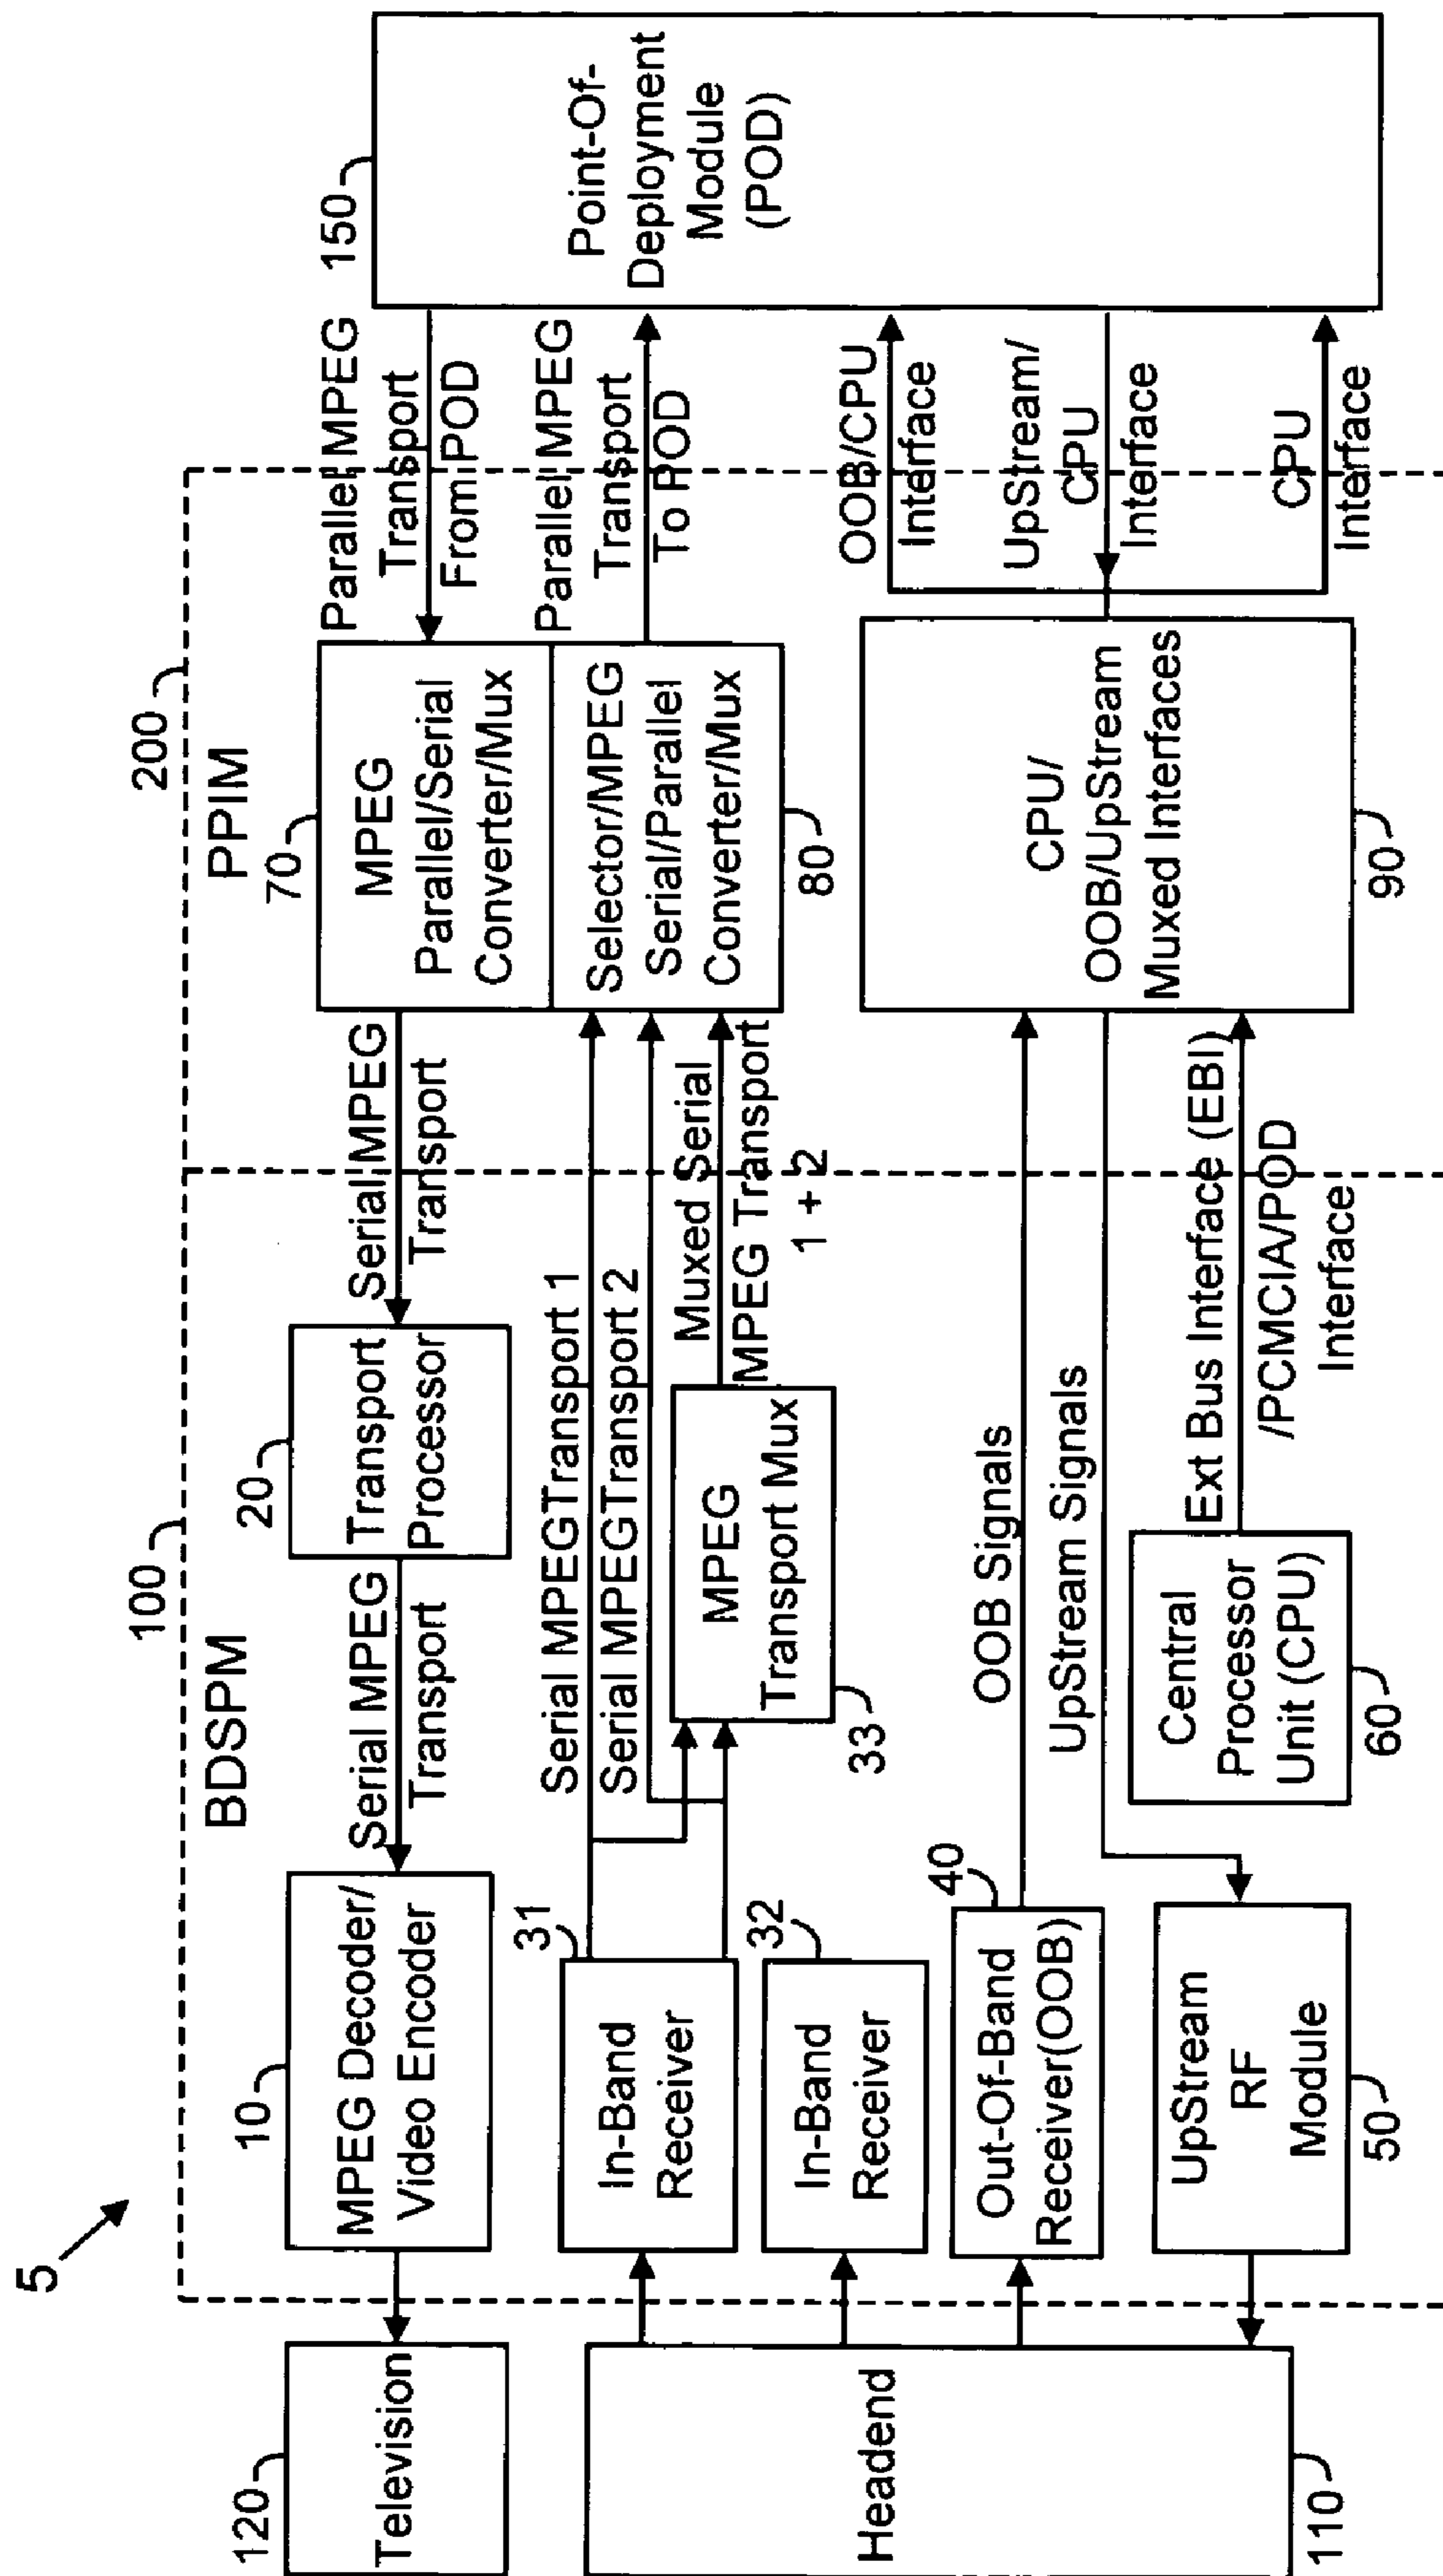 5
100
200
BDSPM
PPIM
120
Television
10
MPEG Decoder/
Video Encoder
Serial MPEG
Transport
20
Transport
Processor
Serial MPEG
Transport
70
MPEG
Parallel/Serial
Converter/Mux
Parallel MPEG
Transport
From POD
150
Point-Of-
Deployment
Module
(POD)
Headend
110
31
In-Band
Receiver
32
In-Band
Receiver
Serial MPEGTransport 1
Serial MPEGTransport 2
MPEG
Transport Mux
33
Muxed Serial
MPEG Transport
1 + 2
Selector/MPEG
Serial/Parallel
Converter/Mux
80
Parallel MPEG
Transport
To POD
40
Out-Of-Band
Receiver(OOB)
OOB Signals
UpStream Signals
UpStream
RF
Module
50
Central
Processor
Unit (CPU)
60
Ext Bus Interface (EBI)
/PCMCIA/POD
Interface
CPU/
OOB/UpStream
Muxed Interfaces
90
OOB/CPU
Interface
UpStream/
CPU
Interface
CPU
Interface